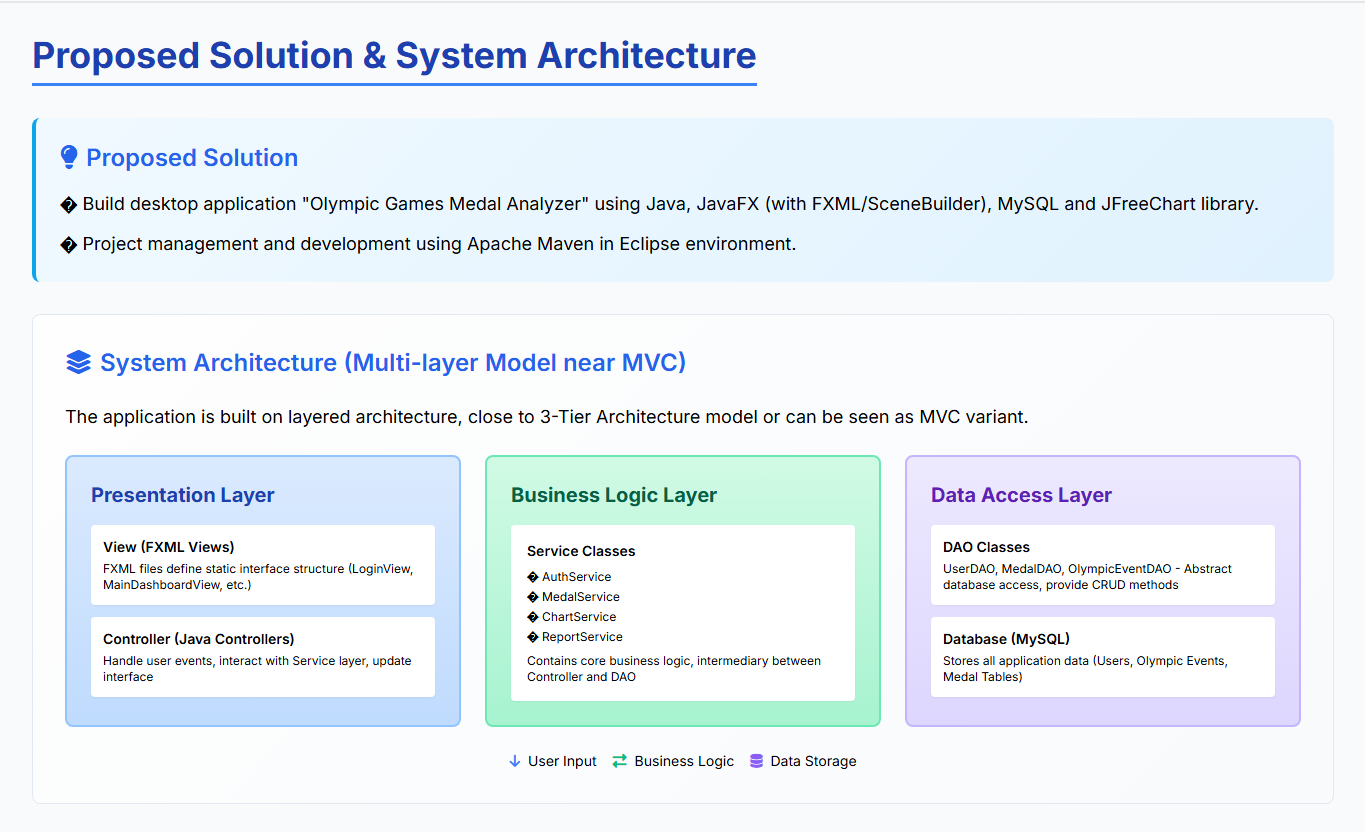 Proposed Solution & System Architecture
Proposed Solution
� Build desktop application "Olympic Games Medal Analyzer" using Java, JavaFX (with FXML/SceneBuilder), MySQL and JFreeChart library.
� Project management and development using Apache Maven in Eclipse environment.
System Architecture (Multi-layer Model near MVC)
The application is built on layered architecture, close to 3-Tier Architecture model or can be seen as MVC variant.
Presentation Layer
View (FXML Views)
FXML files define static interface structure (LoginView,
MainDashboardView, etc.)
Controller (Java Controllers)
Handle user events, interact with Service layer, update
interface
Business Logic Layer
Service Classes
� AuthService
� MedalService
� ChartService
� ReportService
Contains core business logic, intermediary between
Controller and DAO
Data Access Layer
DAO Classes
UserDAO, MedalDAO, OlympicEventDAO - Abstract
database access, provide CRUD methods
Database (MySQL)
Stores all application data (Users, Olympic Events,
Medal Tables)
User Input Business Logic Data Storage